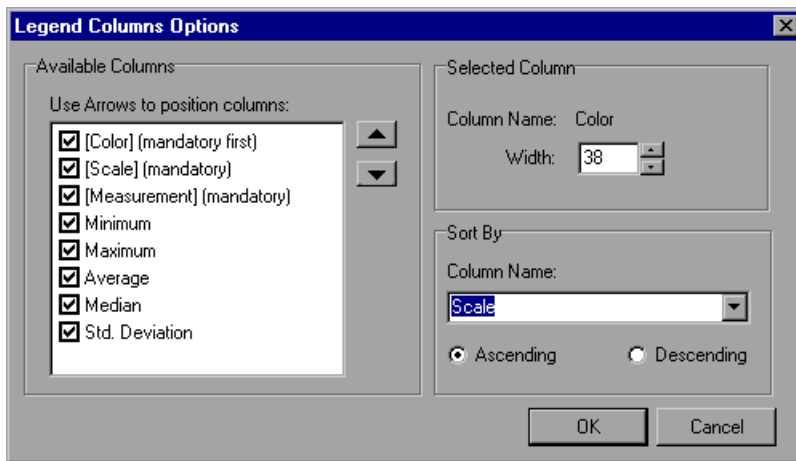 Legend Columns Options
Available Columns
Use Arrows to position columns:
[Color] (mandatory first)
[Scale] (mandatory)
[Measurement] (mandatory)
Minimum
Maximum
Average
Median
Std. Deviation
Selected Column
Column Name: Color
Width: 38
Sort By
Column Name:
Scale
Ascending Descending
OK Cancel